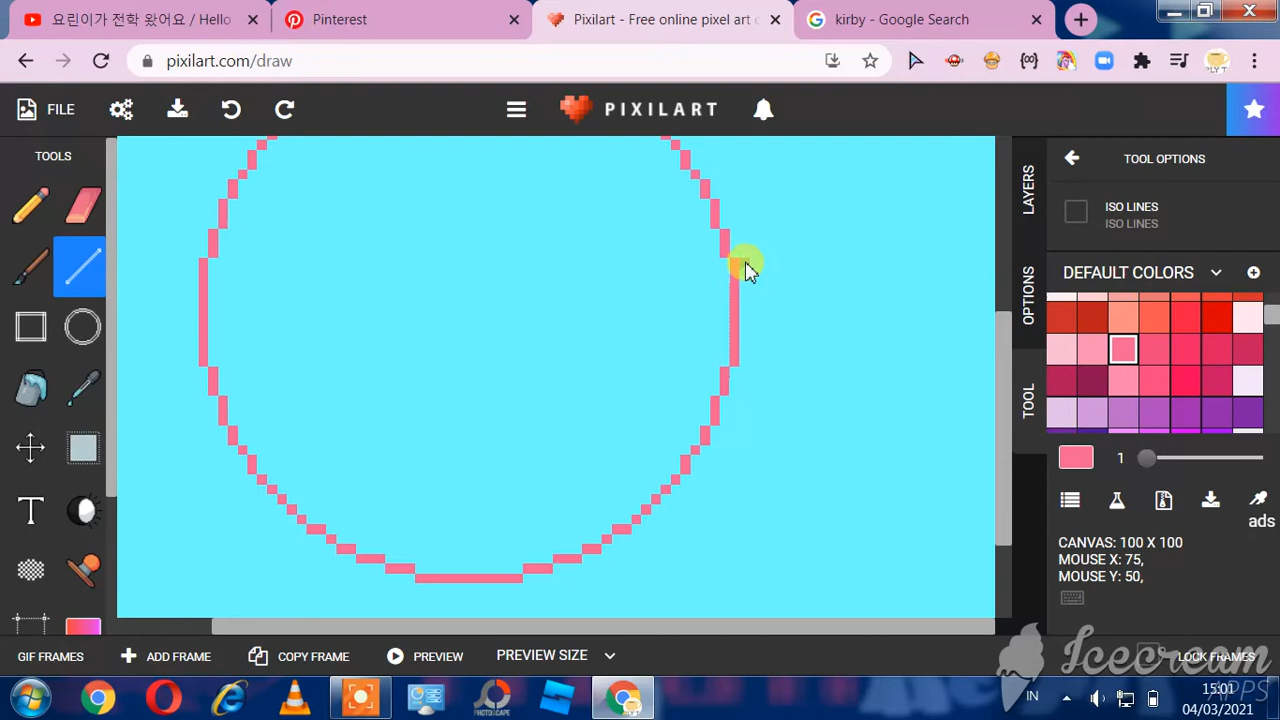 요린이가 전학 왔어요 / Hello
Pinterest
Pixilart - Free online pixel art
kirby - Google Search
pixilart.com/draw
PLY T
FILE
PIXILART
TOOLS
LAYERS
OPTIONS
TOOL
TOOL OPTIONS
ISO LINES
ISO LINES
DEFAULT COLORS
1
ads
CANVAS: 100 X 100
MOUSE X: 75,
MOUSE Y: 50,
GIF FRAMES
ADD FRAME
COPY FRAME
PREVIEW
PREVIEW SIZE
LOCK FRAMES
Icecream
APPS
PHOTOSCAPE
IN
15:01
04/03/2021